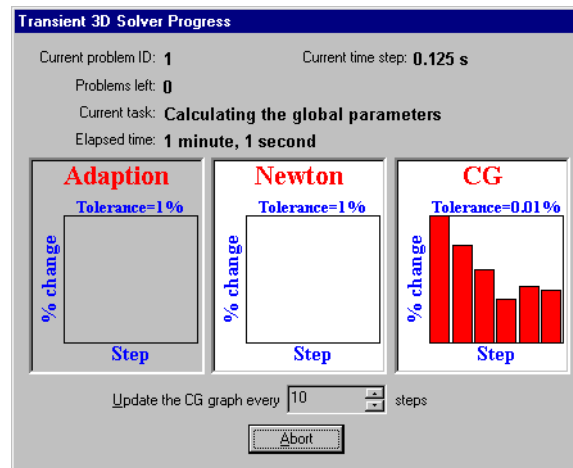 Transient 3D Solver Progress
Current problem ID: 1 Current time step: 0.125 s
Problems left: 0
Current task: Calculating the global parameters
Elapsed time: 1 minute, 1 second
Adaption Newton CG
Tolerance=1% Tolerance=1% Tolerance=0.01%
% change % change % change
Step Step Step
Update the CG graph every 10 steps
Abort